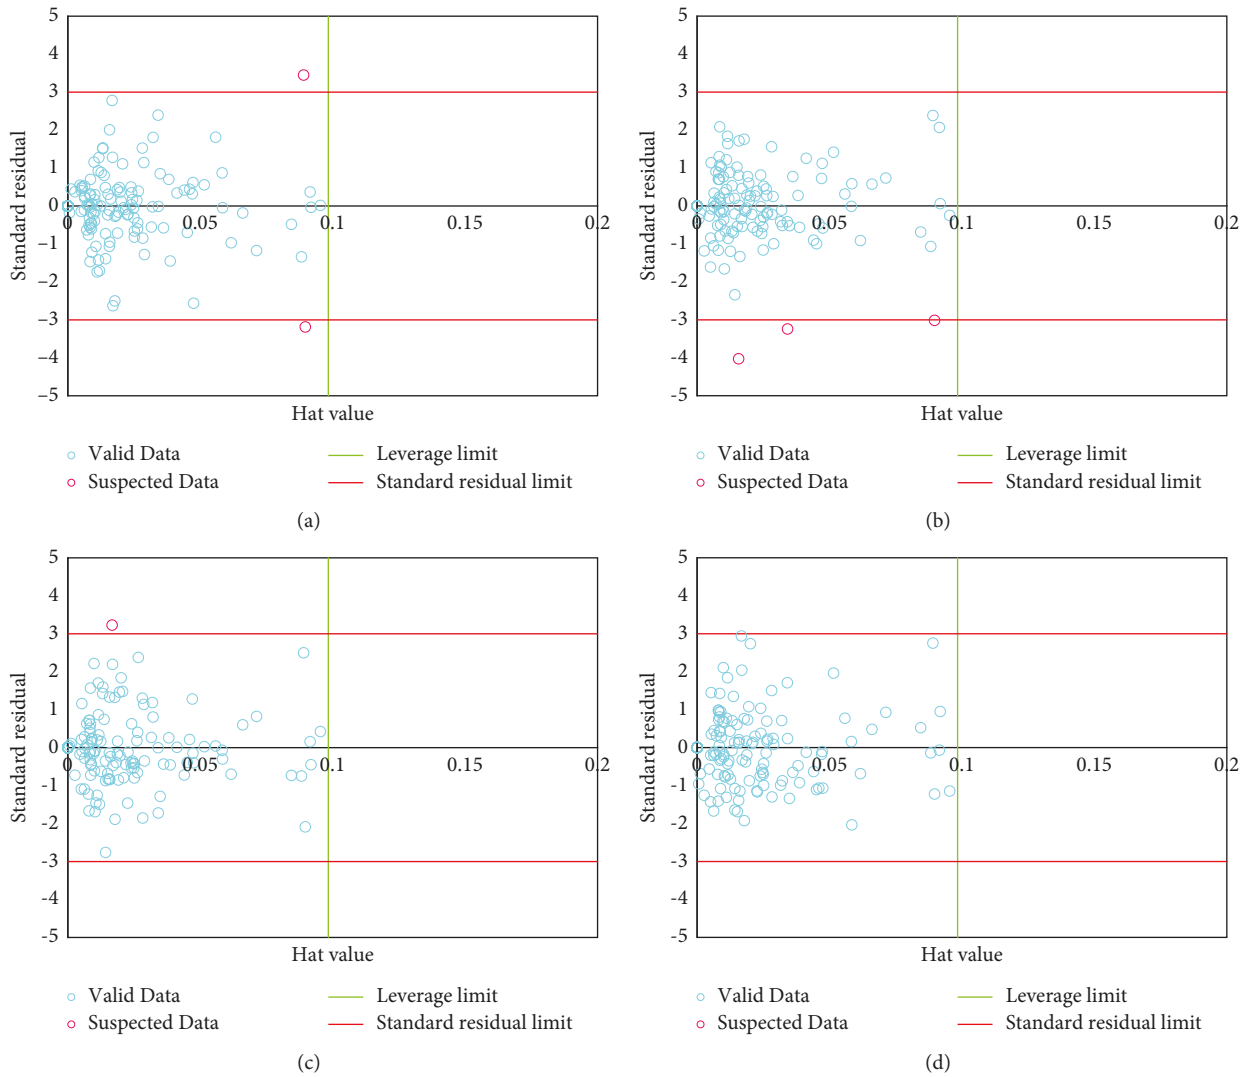 5
4
3
2
1
0
–1
–2
–3
–4
–5
0
0.05
0.1
0.15
0.2
Standard residual
Hat value
Valid Data
Leverage limit
Suspected Data
Standard residual limit
(a)
5
4
3
2
1
0
-1
-2
-3
-4
-5
0
0.05
0.1
0.15
0.2
Standard residual
Hat value
Valid Data
Leverage limit
Suspected Data
Standard residual limit
(b)
5
4
3
2
1
0
-1
-2
-3
-4
-5
0
0.05
0.1
0.15
0.2
Standard residual
Hat value
Valid Data
Leverage limit
Suspected Data
Standard residual limit
(c)
5
4
3
2
1
0
-1
-2
-3
-4
-5
0
0.05
0.1
0.15
0.2
Standard residual
Hat value
Valid Data
Leverage limit
Suspected Data
Standard residual limit
(d)